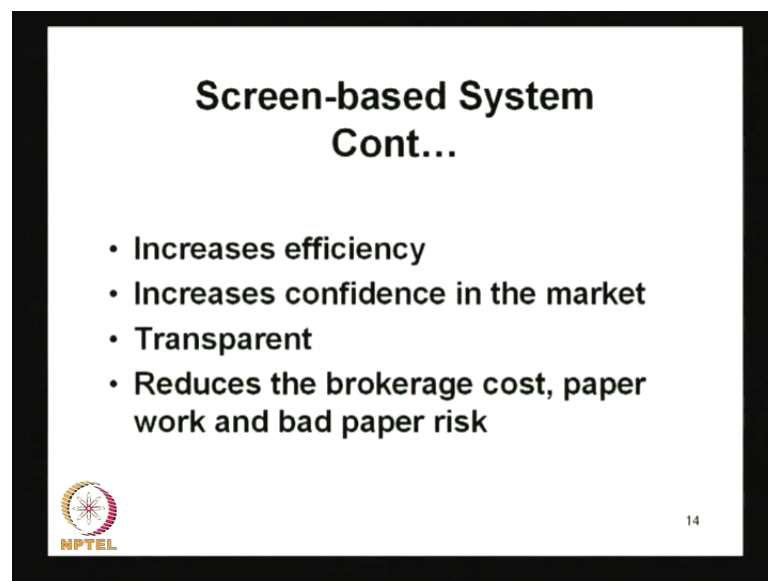 Screen-based System
Cont...
• Increases efficiency
• Increases confidence in the market
• Transparent
• Reduces the brokerage cost, paper
work and bad paper risk
NPTEL
14